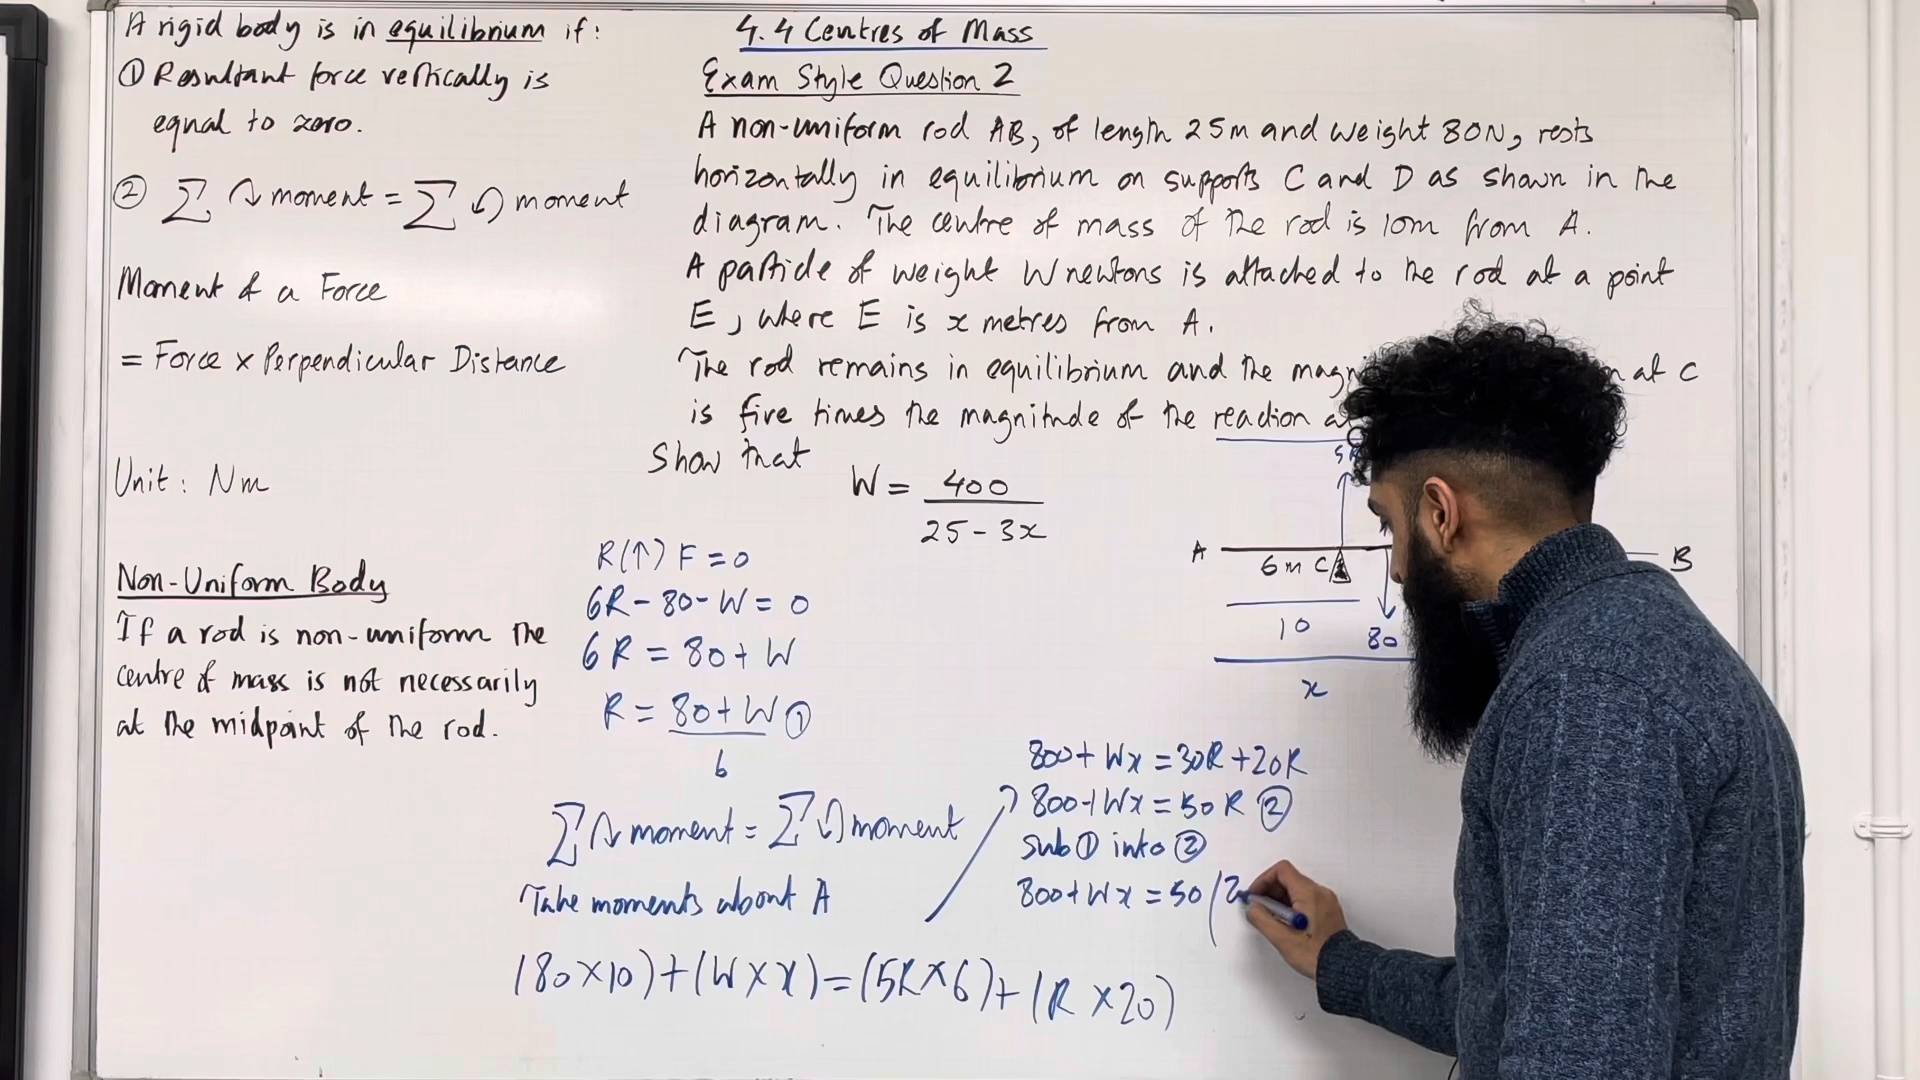 A rigid body is in equilibrium if:
① Resultant force vertically is
equal to zero.
② ∑ ↷ moment = ∑ ↶ moment
Moment of a Force
= Force × Perpendicular Distance
Unit : Nm
Non-Uniform Body
If a rod is non-uniform the
centre of mass is not necessarily
at the midpoint of the rod.
4.4 Centres of Mass
Exam Style Question 2
A non-uniform rod AB, of length 25m and weight 80N, rests
horizontally in equilibrium on supports C and D as shown in the
diagram. The centre of mass of the rod is 10m from A.
A particle of weight W newtons is attached to the rod at a point
E, where E is x metres from A.
The rod remains in equilibrium and the at C
is five times the magnitude of the reaction
Show that
W = 400 / 25 - 3x
R(↑) F = 0
6R - 80 - W = 0
6R = 80 + W
R = 80 + W / 6 ①
∑ ↷ moment = ∑ ↶ moment
Take moments about A
(80 × 10) + (W × x) = (5R × 6) + (R × 20)
800 + Wx = 30R + 20R
800 + Wx = 50R ②
Sub ① into ②
800 + Wx = 50 (
5
A 6m C B
10 80
x